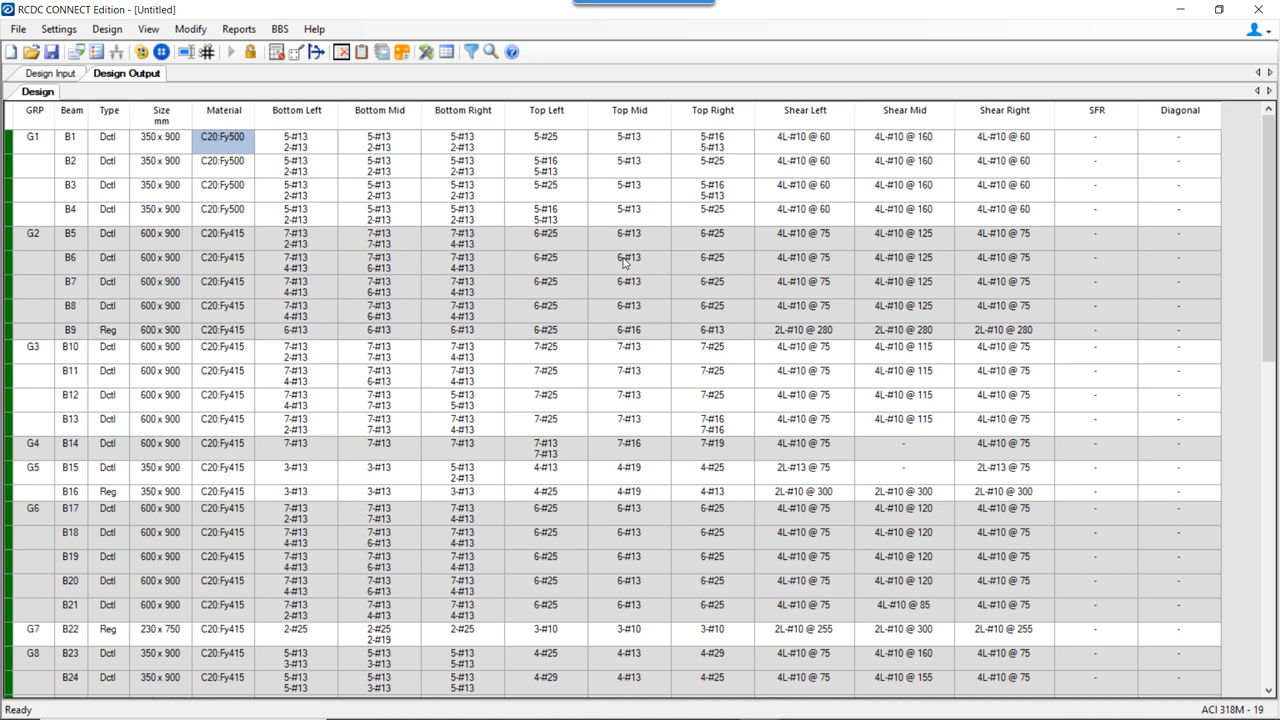 RCDC CONNECT Edition - [Untitled]
File Settings Design View Modify Reports BBS Help
Design Input Design Output
Design
GRP Beam Type Size mm Material Bottom Left Bottom Mid Bottom Right Top Left Top Mid Top Right Shear Left Shear Mid Shear Right SFR Diagonal
G1 B1 Dctl 350 x 900 C20:Fy500 5-#13 5-#13 5-#13 5-#25 5-#13 5-#16 4L-#10 @ 60 4L-#10 @ 160 4L-#10 @ 60 - -
2-#13 2-#13 2-#13 5-#13
B2 Dctl 350 x 900 C20:Fy500 5-#13 5-#13 5-#13 5-#16 5-#13 5-#25 4L-#10 @ 60 4L-#10 @ 160 4L-#10 @ 60 - -
2-#13 2-#13 2-#13 5-#13
B3 Dctl 350 x 900 C20:Fy500 5-#13 5-#13 5-#13 5-#25 5-#13 5-#16 4L-#10 @ 60 4L-#10 @ 160 4L-#10 @ 60 - -
2-#13 2-#13 2-#13 5-#13
B4 Dctl 350 x 900 C20:Fy500 5-#13 5-#13 5-#13 5-#16 5-#13 5-#25 4L-#10 @ 60 4L-#10 @ 160 4L-#10 @ 60 - -
2-#13 2-#13 2-#13 5-#13
G2 B5 Dctl 600 x 900 C20:Fy415 7-#13 7-#13 7-#13 6-#25 6-#13 6-#25 4L-#10 @ 75 4L-#10 @ 125 4L-#10 @ 75 - -
2-#13 7-#13 4-#13
B6 Dctl 600 x 900 C20:Fy415 7-#13 7-#13 7-#13 6-#25 6-#13 6-#25 4L-#10 @ 75 4L-#10 @ 125 4L-#10 @ 75 - -
4-#13 6-#13 4-#13
B7 Dctl 600 x 900 C20:Fy415 7-#13 7-#13 7-#13 6-#25 6-#13 6-#25 4L-#10 @ 75 4L-#10 @ 125 4L-#10 @ 75 - -
4-#13 6-#13 4-#13
B8 Dctl 600 x 900 C20:Fy415 7-#13 7-#13 7-#13 6-#25 6-#13 6-#25 4L-#10 @ 75 4L-#10 @ 125 4L-#10 @ 75 - -
4-#13 6-#13 4-#13
B9 Reg 600 x 900 C20:Fy415 6-#13 6-#13 6-#13 6-#25 6-#16 6-#13 2L-#10 @ 280 2L-#10 @ 280 2L-#10 @ 280 - -
G3 B10 Dctl 600 x 900 C20:Fy415 7-#13 7-#13 7-#13 7-#25 7-#13 7-#25 4L-#10 @ 75 4L-#10 @ 115 4L-#10 @ 75 - -
2-#13 7-#13 4-#13
B11 Dctl 600 x 900 C20:Fy415 7-#13 7-#13 7-#13 7-#25 7-#13 7-#25 4L-#10 @ 75 4L-#10 @ 115 4L-#10 @ 75 - -
4-#13 6-#13 4-#13
B12 Dctl 600 x 900 C20:Fy415 7-#13 7-#13 5-#13 7-#25 7-#13 7-#25 4L-#10 @ 75 4L-#10 @ 115 4L-#10 @ 75 - -
4-#13 7-#13 5-#13
B13 Dctl 600 x 900 C20:Fy415 7-#13 7-#13 7-#13 7-#25 7-#13 7-#16 4L-#10 @ 75 4L-#10 @ 115 4L-#10 @ 75 - -
2-#13 7-#13 4-#13 7-#16
G4 B14 Dctl 600 x 900 C20:Fy415 7-#13 7-#13 7-#13 7-#13 7-#16 7-#19 4L-#10 @ 75 - 4L-#10 @ 75 - -
7-#13
G5 B15 Dctl 350 x 900 C20:Fy415 3-#13 3-#13 5-#13 4-#13 4-#19 4-#25 2L-#13 @ 75 - 2L-#13 @ 75 - -
2-#13
B16 Reg 350 x 900 C20:Fy415 3-#13 3-#13 3-#13 4-#25 4-#19 4-#13 2L-#10 @ 300 2L-#10 @ 300 2L-#10 @ 300 - -
G6 B17 Dctl 600 x 900 C20:Fy415 7-#13 7-#13 7-#13 6-#25 6-#13 6-#25 4L-#10 @ 75 4L-#10 @ 120 4L-#10 @ 75 - -
2-#13 7-#13 4-#13
B18 Dctl 600 x 900 C20:Fy415 7-#13 7-#13 7-#13 6-#25 6-#13 6-#25 4L-#10 @ 75 4L-#10 @ 120 4L-#10 @ 75 - -
4-#13 6-#13 4-#13
B19 Dctl 600 x 900 C20:Fy415 7-#13 7-#13 7-#13 6-#25 6-#13 6-#25 4L-#10 @ 75 4L-#10 @ 120 4L-#10 @ 75 - -
4-#13 6-#13 4-#13
B20 Dctl 600 x 900 C20:Fy415 7-#13 7-#13 7-#13 6-#25 6-#13 6-#25 4L-#10 @ 75 4L-#10 @ 120 4L-#10 @ 75 - -
4-#13 6-#13 4-#13
B21 Dctl 600 x 900 C20:Fy415 7-#13 7-#13 7-#13 6-#25 6-#13 6-#25 4L-#10 @ 75 4L-#10 @ 85 4L-#10 @ 75 - -
2-#13 4-#13 4-#13
G7 B22 Reg 230 x 750 C20:Fy415 2-#25 2-#25 2-#25 3-#10 3-#10 3-#10 2L-#10 @ 255 2L-#10 @ 300 2L-#10 @ 255 - -
2-#19
G8 B23 Dctl 350 x 900 C20:Fy415 5-#13 5-#13 5-#13 4-#25 4-#13 4-#29 4L-#10 @ 75 4L-#10 @ 160 4L-#10 @ 75 - -
3-#13 3-#13 5-#13
B24 Dctl 350 x 900 C20:Fy415 5-#13 5-#13 5-#13 4-#29 4-#13 4-#25 4L-#10 @ 75 4L-#10 @ 155 4L-#10 @ 75 - -
5-#13 3-#13 5-#13
Ready ACI 318M - 19